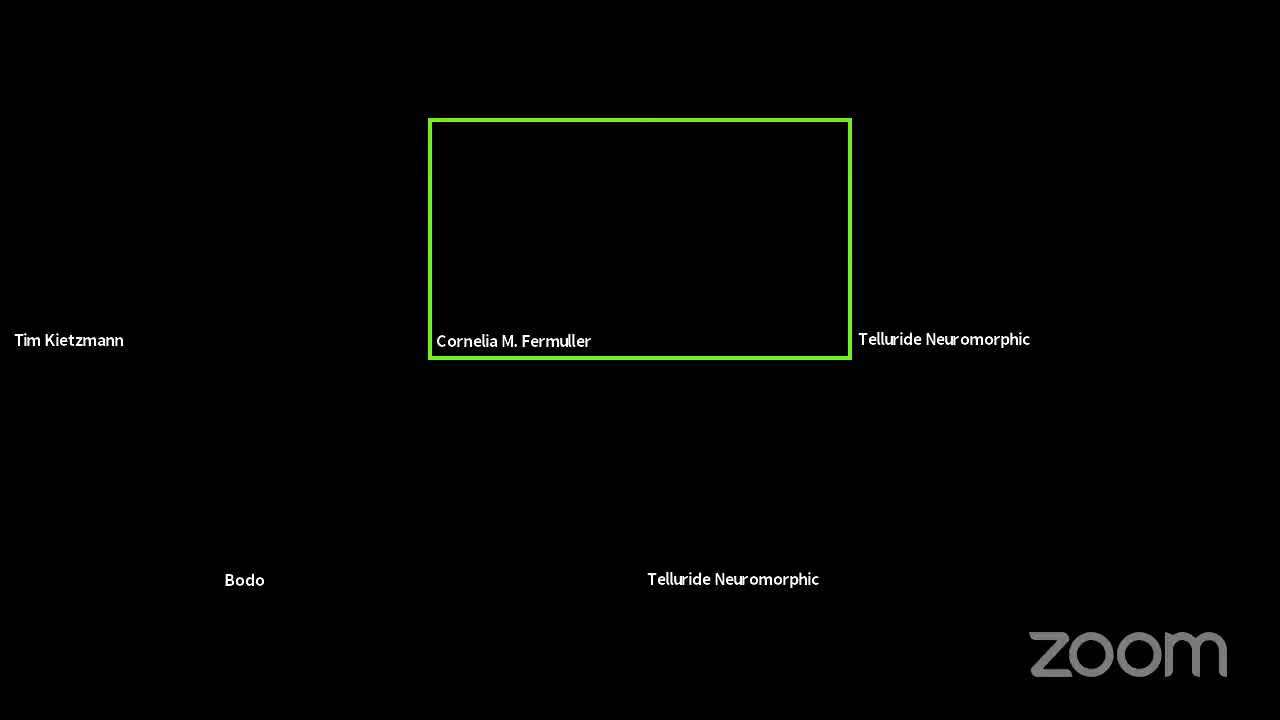 Tim Kietzmann
Cornelia M. Fermuller
Telluride Neuromorphic
Bodo
Telluride Neuromorphic
zoom